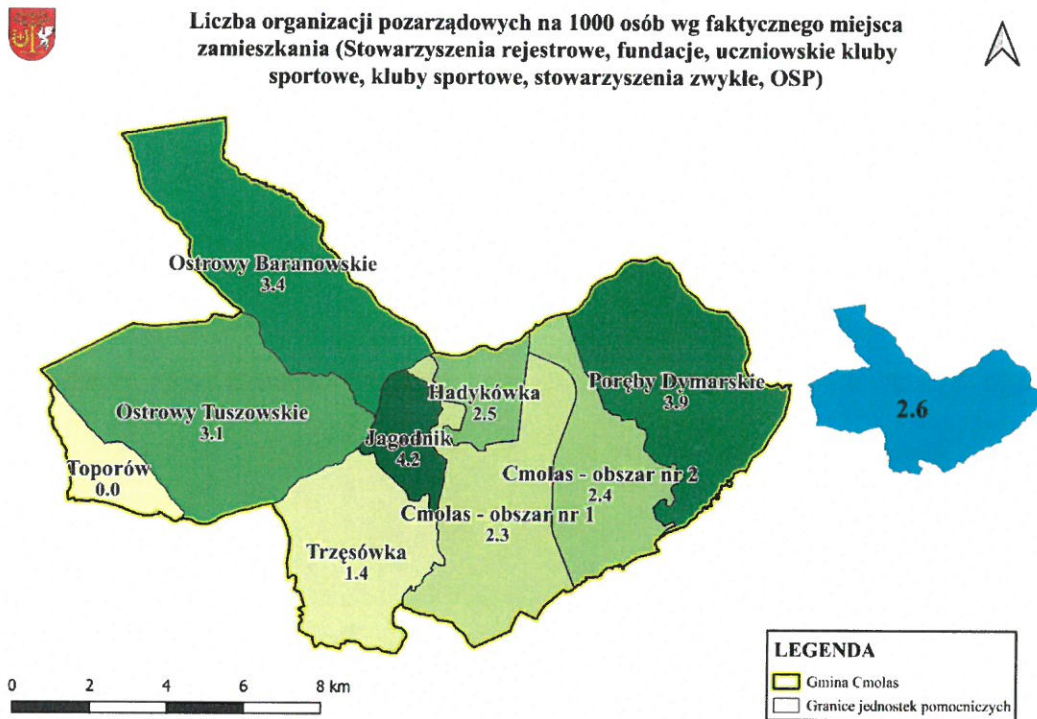 Liczba organizacji pozarządowych na 1000 osób wg faktycznego miejsca
zamieszkania (Stowarzyszenia rejestrowe, fundacje, uczniowskie kluby
sportowe, kluby sportowe, stowarzyszenia zwykłe, OSP)
Ostrowy Baranowskie
3.4
Ostrowy Tuszowskie
3.1
Toporów
0.0
Jagodnik
4.2
Hadykówka
2.5
Poręby Dymarskie
3.9
Cmolas - obszar nr 2
2.4
Cmolas - obszar nr 1
2.3
Trzęsówka
1.4
2.6
0 2 4 6 8 km
LEGENDA
Gmina Cmolas
Granice jednostek pomocniczych